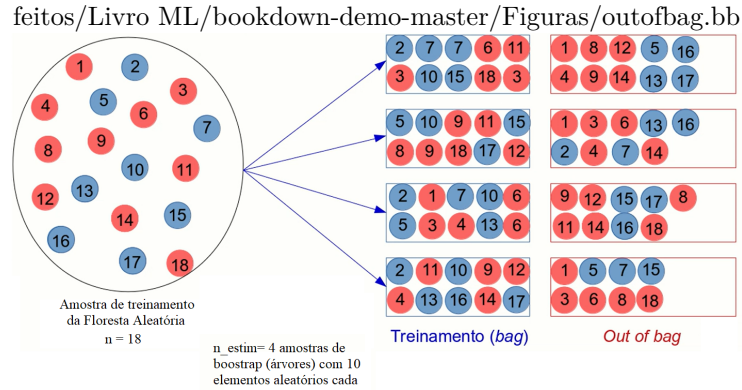 feitos/Livro ML/bookdown-demo-master/Figuras/outofbag.bb
1 2
3
4 5 6
7
8 9
10 11
12 13
14 15
16
17 18
2 7 7 6 11
3 10 15 18 3
1 8 12 5 16
4 9 14 13 17
5 10 9 11 15
8 9 18 17 12
1 3 6 13 16
2 4 7 14
2 1 7 10 6
5 3 4 13 6
9 12 15 17 8
11 14 16 18
2 11 10 9 12
4 13 16 14 17
1 5 7 15
3 6 8 18
Amostra de treinamento
da Floresta Aleatória
n = 18
Treinamento (bag)
Out of bag
n_estim= 4 amostras de
boostrap (árvores) com 10
elementos aleatórios cada